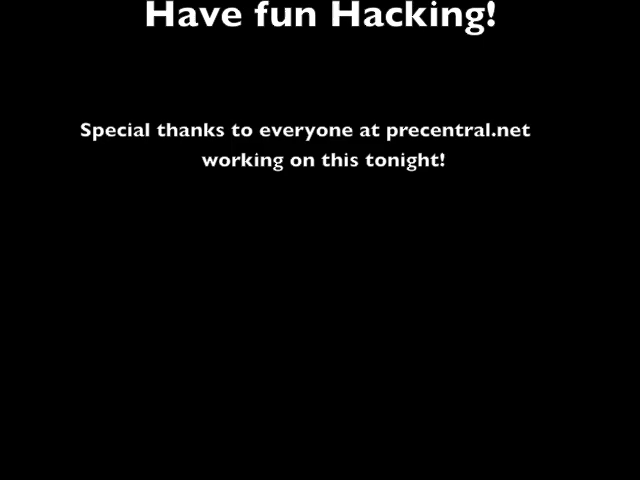 Have fun Hacking!
Special thanks to everyone at precentral.net
working on this tonight!